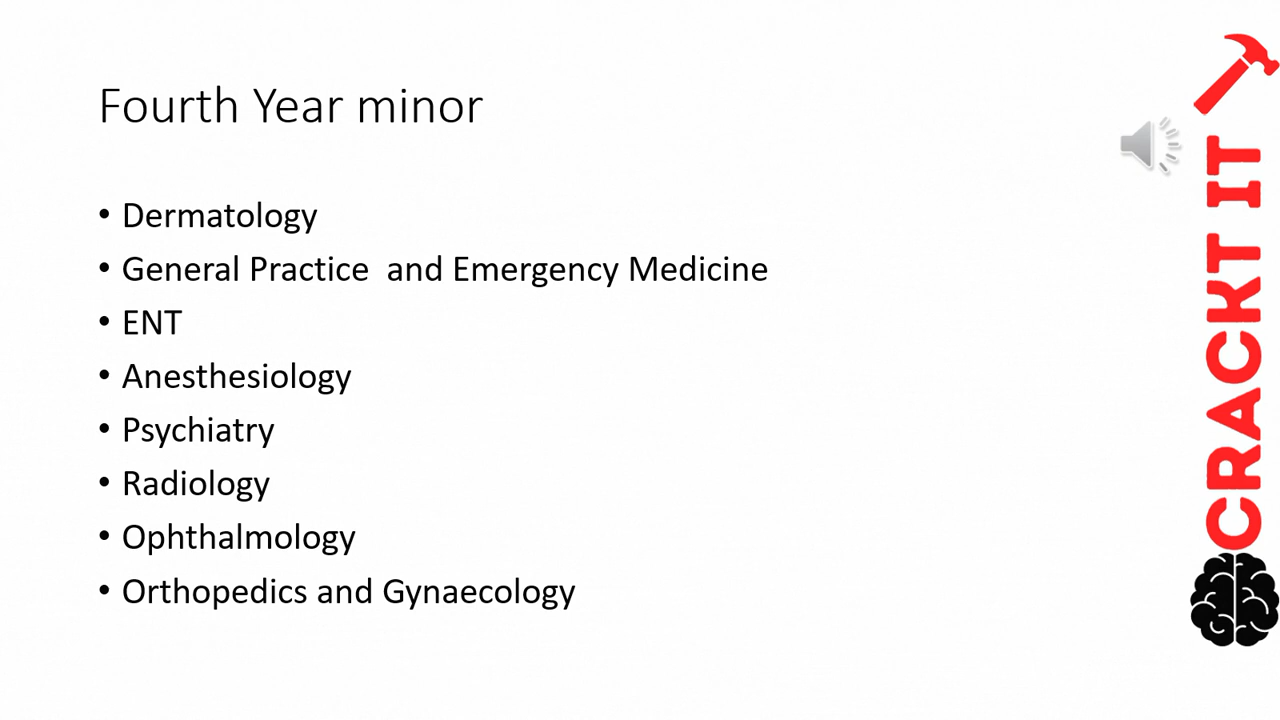 Fourth Year minor
• Dermatology
• General Practice  and Emergency Medicine
• ENT
• Anesthesiology
• Psychiatry
• Radiology
• Ophthalmology
• Orthopedics and Gynaecology
CRACKT IT